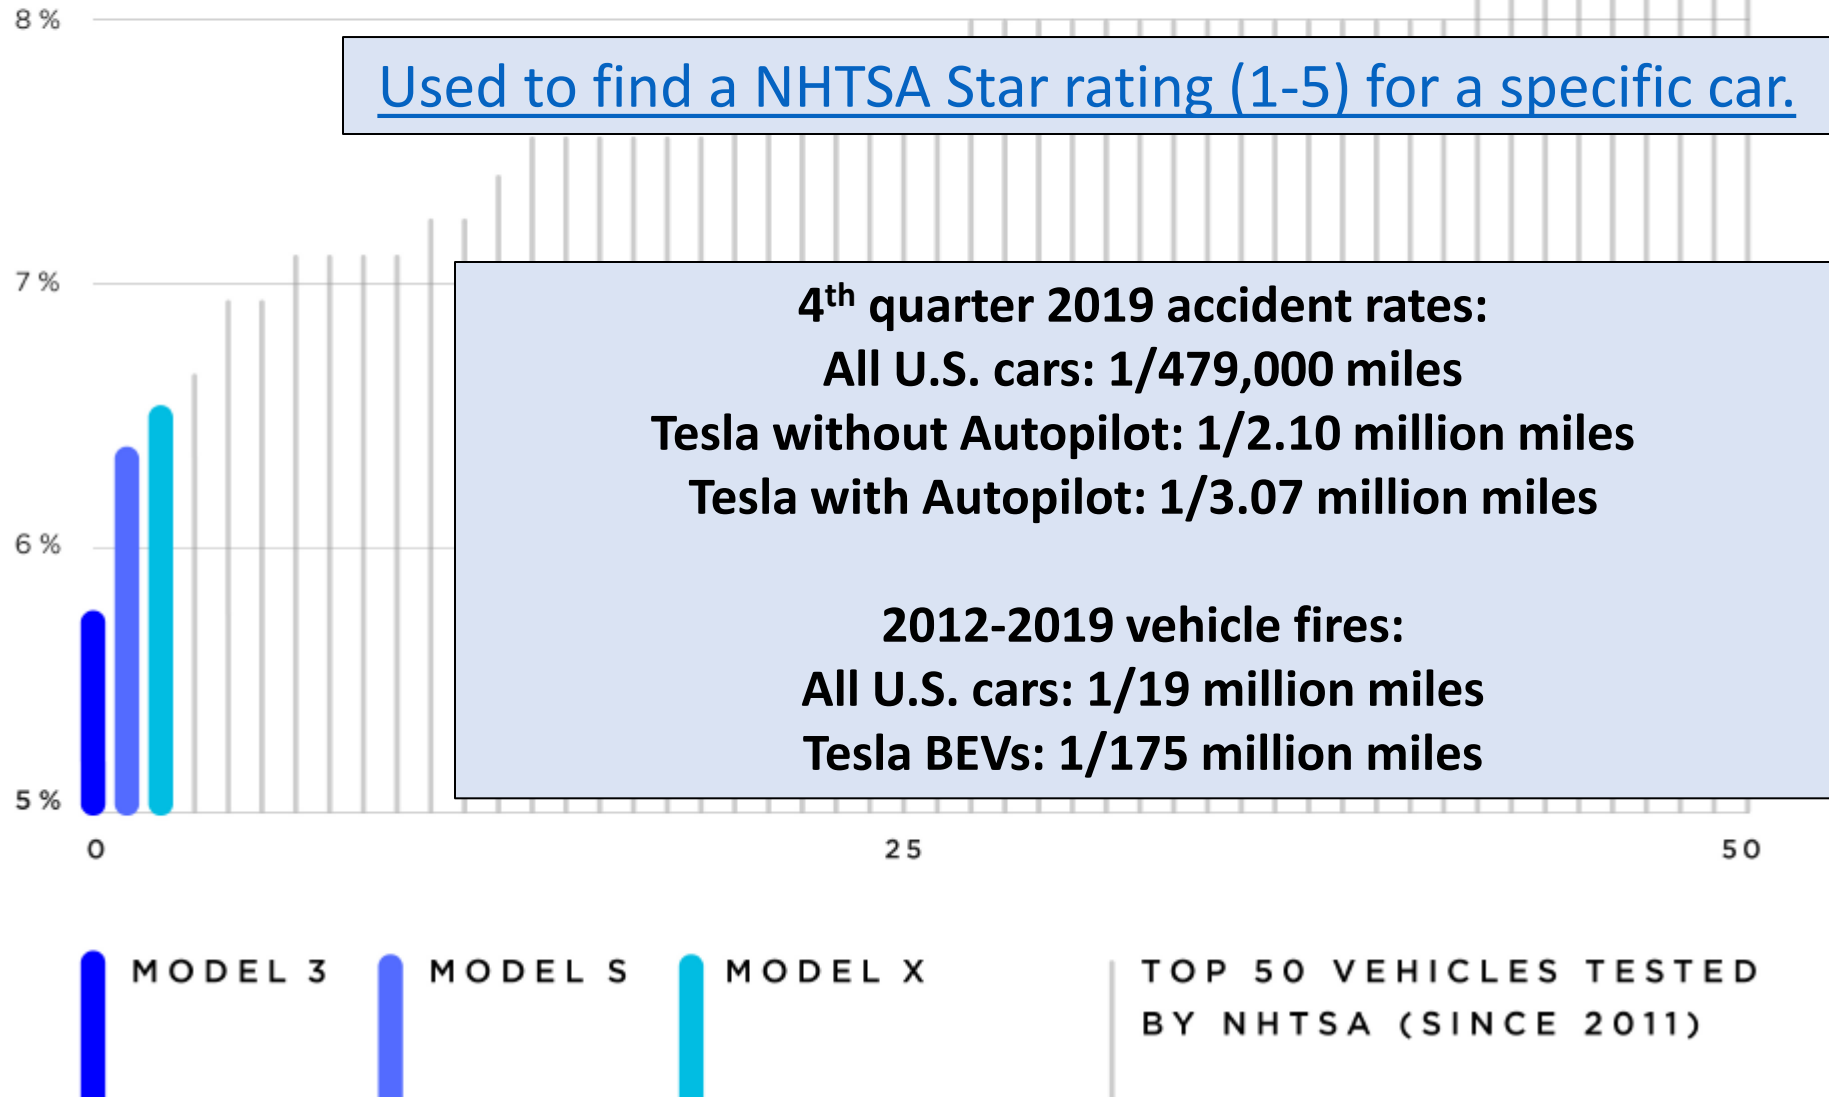 8 %
Used to find a NHTSA Star rating (1-5) for a specific car.
7 %
4th quarter 2019 accident rates:
All U.S. cars: 1/479,000 miles
Tesla without Autopilot: 1/2.10 million miles
Tesla with Autopilot: 1/3.07 million miles
6 %
2012-2019 vehicle fires:
All U.S. cars: 1/19 million miles
Tesla BEVs: 1/175 million miles
5 %
0 25 50
MODEL 3 MODEL S MODEL X TOP 50 VEHICLES TESTED
BY NHTSA (SINCE 2011)